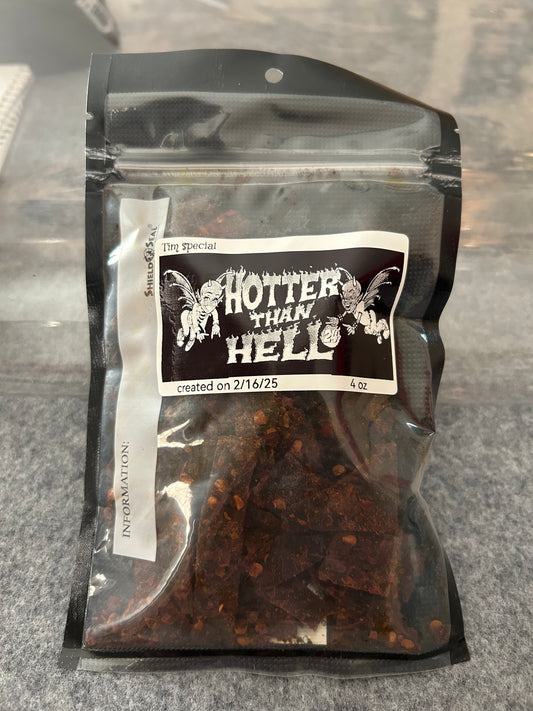 Tim Special
HOTTER
THAN
HELL
created on 2/16/25 4 oz
SHIELD SEAL
INFORMATION: